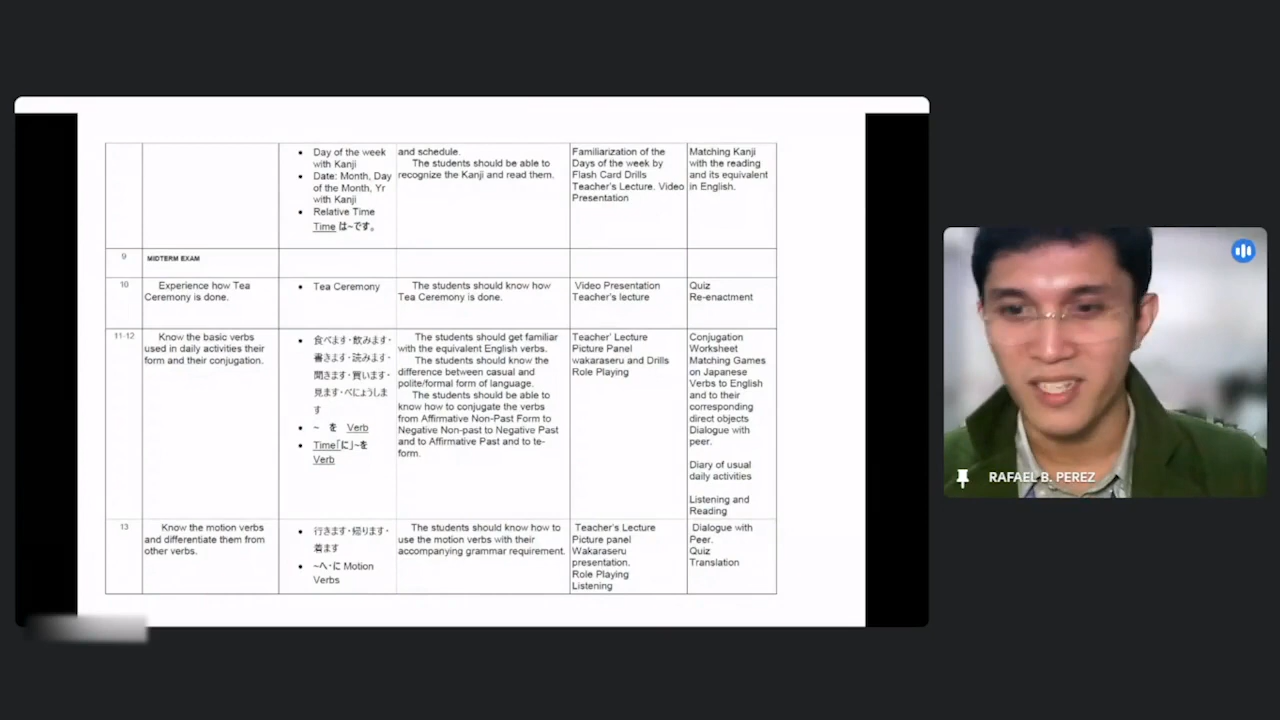 Day of the week
with Kanji
Date: Month, Day
of the Month, Yr
with Kanji
Relative Time
Time は~です。
and schedule.
The students should be able to
recognize the Kanji and read them.
Familiarization of the
Days of the week by
Flash Card Drills
Teacher's Lecture. Video
Presentation
Matching Kanji
with the reading
and its equivalent
in English.
9
MIDTERM EXAM
10
Experience how Tea
Ceremony is done.
Tea Ceremony
The students should know how
Tea Ceremony is done.
Video Presentation
Teacher's lecture
Quiz
Re-enactment
11-12
Know the basic verbs
used in daily activities their
form and their conjugation.
食べます・飲みます・
書きます・読みます・
聞きます・買います・
見ます・べにょうしま
す
~ を Verb
Time「に」~を
Verb
The students should get familiar
with the equivalent English verbs.
The students should know the
difference between casual and
polite/formal form of language.
The students should be able to
know how to conjugate the verbs
from Affirmative Non-Past Form to
Negative Non-past to Negative Past
and to Affirmative Past and to te-
form.
Teacher' Lecture
Picture Panel
wakaraseru and Drills
Role Playing
Conjugation
Worksheet
Matching Games
on Japanese
Verbs to English
and to their
corresponding
direct objects
Dialogue with
peer.
Diary of usual
daily activities
Listening and
Reading
13
Know the motion verbs
and differentiate them from
other verbs.
行きます・帰ります・
着ます
~へ・に Motion
Verbs
The students should know how to
use the motion verbs with their
accompanying grammar requirement.
Teacher's Lecture
Picture panel
Wakaraseru
presentation.
Role Playing
Listening
Dialogue with
Peer.
Quiz
Translation
RAFAEL B. PEREZ